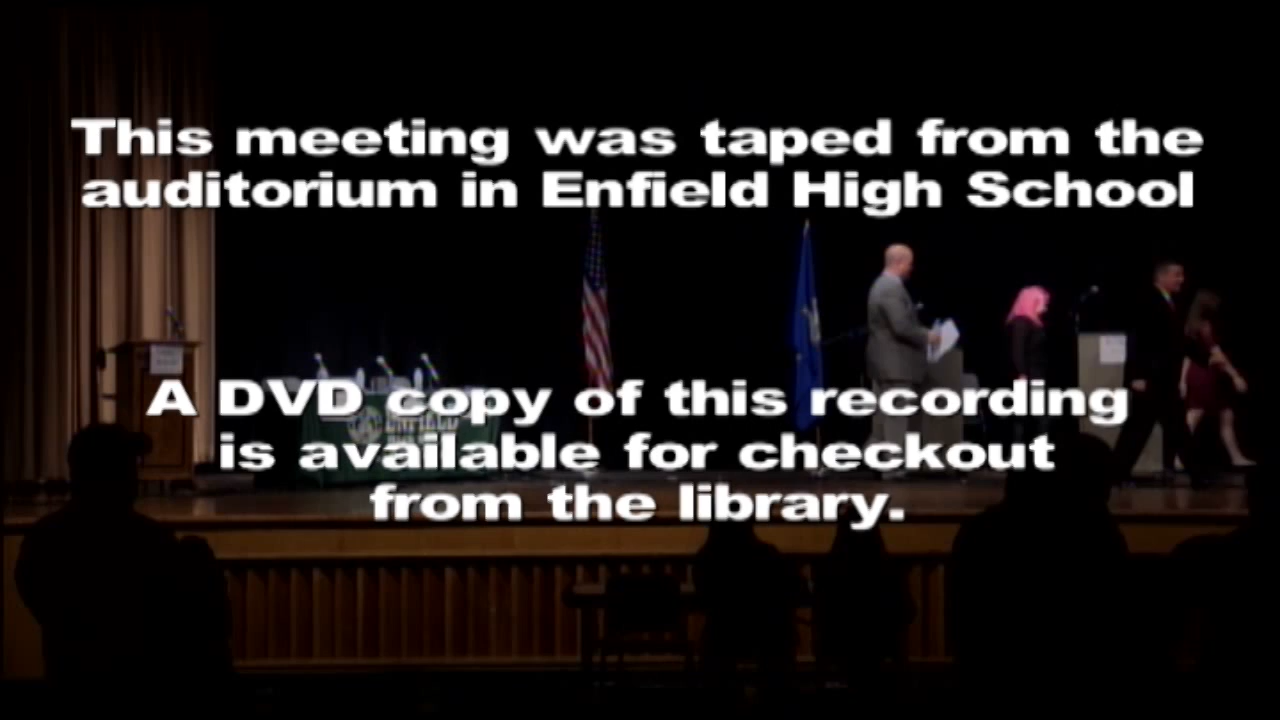 This meeting was taped from the
auditorium in Enfield High School
A DVD copy of this recording
is available for checkout
from the library.